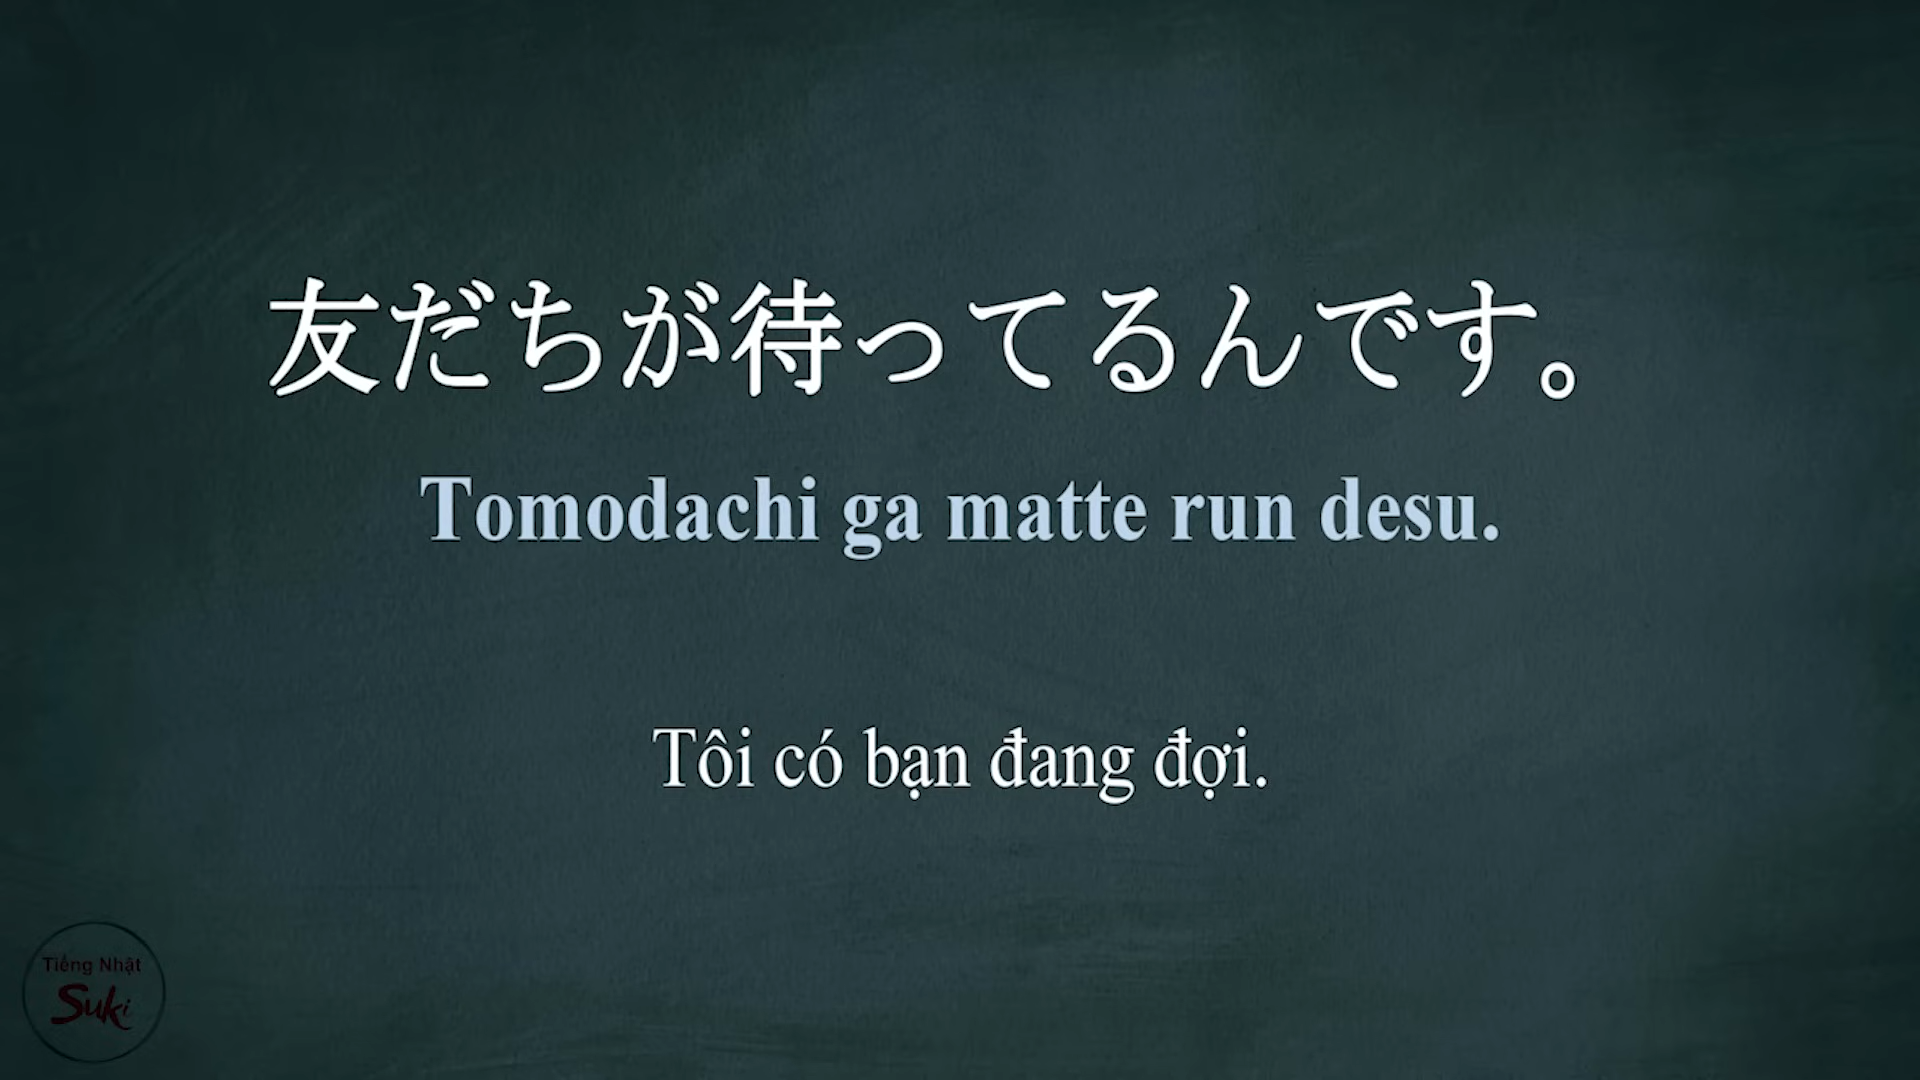 友だちが待ってるんです。
Tomodachi ga matte run desu.
Tôi có bạn đang đợi.
Tiếng Nhật
Suki